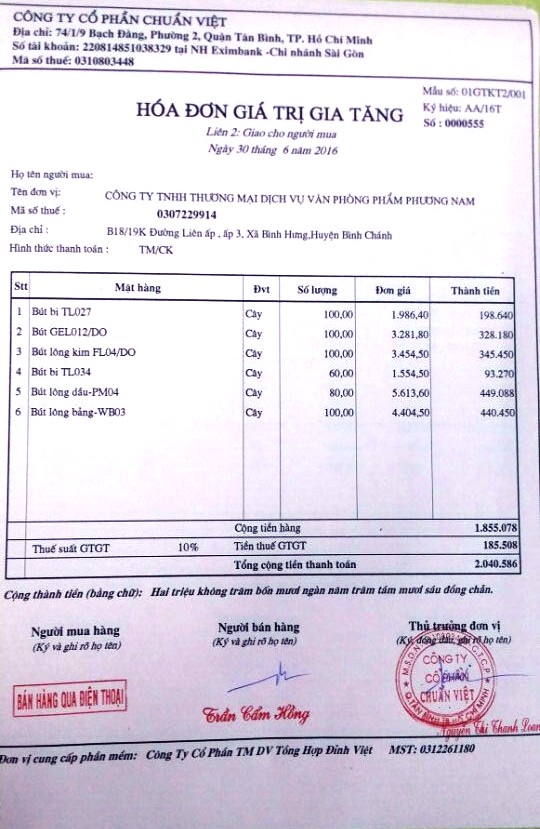 CÔNG TY CỔ PHẦN CHUẨN VIỆT
Địa chỉ: 74/1/9 Bạch Đằng, Phường 2, Quận Tân Bình, TP. Hồ Chí Minh
Số tài khoản: 220814851038329 tại NH Eximbank -Chi nhánh Sài Gòn
Mã số thuế: 0310803448
Mẫu số: 01GTKT2/001
HÓA ĐƠN GIÁ TRỊ GIA TĂNG
Ký hiệu: AA/16T
Liên 2: Giao cho người mua
Số : 0000555
Ngày 30 tháng 6 năm 2016
Họ tên người mua:
Tên đơn vị: CÔNG TY TNHH THƯƠNG MẠI DỊCH VỤ VĂN PHÒNG PHẨM PHƯƠNG NAM
Mã số thuế : 0307229914
Địa chỉ : B18/19K Đường Liên ấp , ấp 3, Xã Bình Hưng,Huyện Bình Chánh
Hình thức thanh toán : TM/CK
Stt Mặt hàng Đvt Số lượng Đơn giá Thành tiền
1 Bút bi TL027 Cây 100,00 1.986,40 198.640
2 Bút GEL012/DO Cây 100,00 3.281,80 328.180
3 Bút lông kim FL04/DO Cây 100,00 3.454,50 345.450
4 Bút bi TL034 Cây 60,00 1.554,50 93.270
5 Bút lông dầu-PM04 Cây 80,00 5.613,60 449.088
6 Bút lông bảng-WB03 Cây 100,00 4.404,50 440.450
Cộng tiền hàng 1.855.078
Thuế suất GTGT 10% Tiền thuế GTGT 185.508
Tổng cộng tiền thanh toán 2.040.586
Cộng thành tiền (bằng chữ): Hai triệu không trăm bốn mươi ngàn năm trăm tám mươi sáu đồng chẵn.
Người mua hàng Người bán hàng Thủ trưởng đơn vị
(Ký và ghi rõ họ tên) (Ký và ghi rõ họ tên) (Ký, đóng dấu, ghi rõ họ tên)
CÔNG TY
CỔ PHẦN
CHUẨN VIỆT
BÁN HÀNG QUA ĐIỆN THOẠI
Trần Cẩm Hồng
Nguyễn Thị Thanh Loan
Đơn vị cung cấp phần mềm: Công Ty Cổ Phần TM DV Tổng Hợp Đỉnh Việt MST: 0312261180